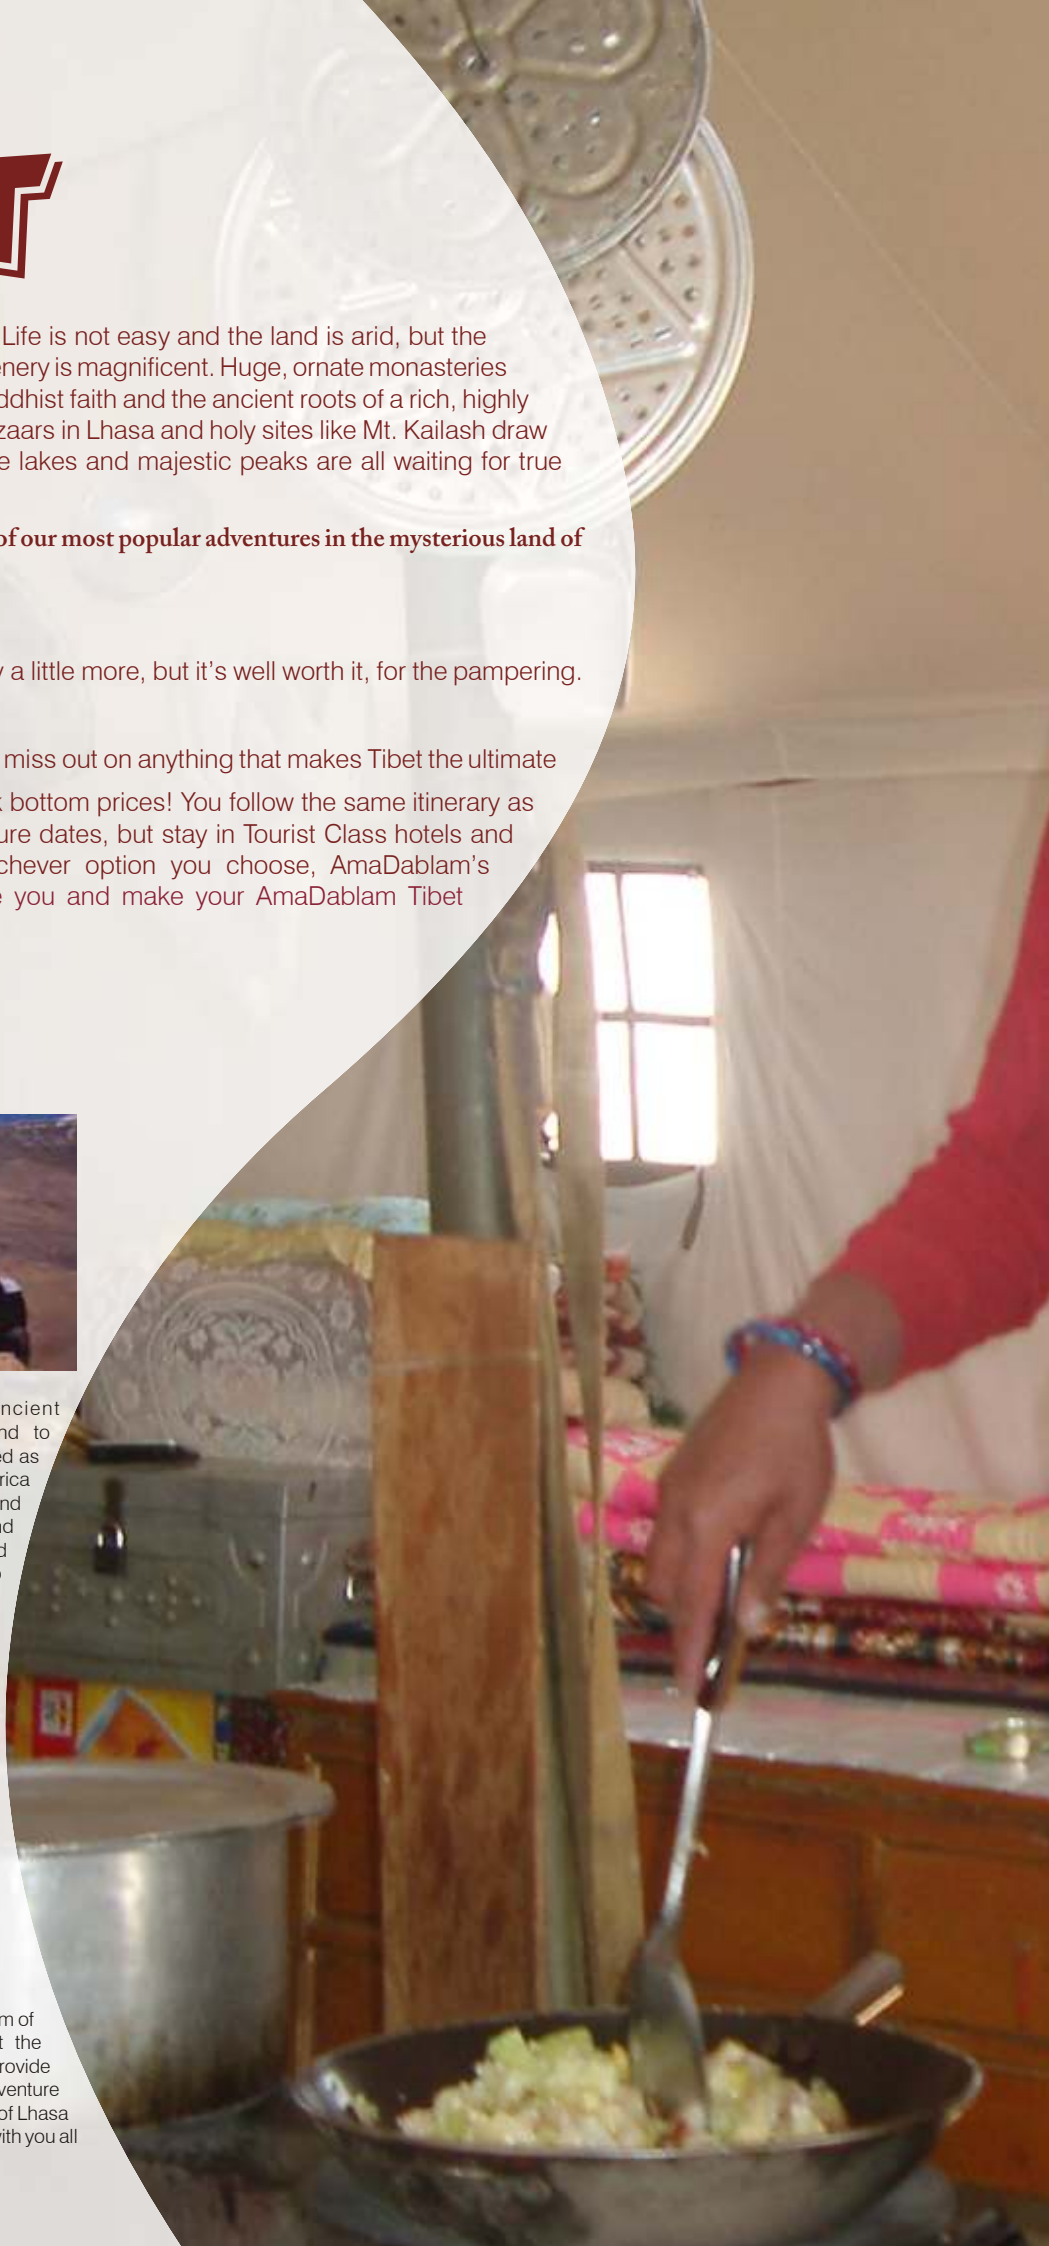 T
Life is not easy and the land is arid, but the
enery is magnificent. Huge, ornate monasteries
ddhist faith and the ancient roots of a rich, highly
zaars in Lhasa and holy sites like Mt. Kailash draw
e lakes and majestic peaks are all waiting for true
of our most popular adventures in the mysterious land of
y a little more, but it's well worth it, for the pampering.
miss out on anything that makes Tibet the ultimate
k bottom prices! You follow the same itinerary as
ure dates, but stay in Tourist Class hotels and
chever option you choose, AmaDablam's
e you and make your AmaDablam Tibet
ncient
nd to
ed as
rica
nd
nd
d
m of
t the
rovide
venture
of Lhasa
ith you all